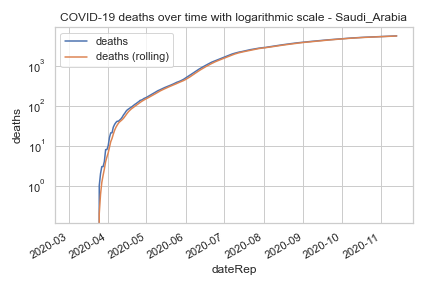 COVID-19 deaths over time with logarithmic scale - Saudi_Arabia
deaths
deaths (rolling)
10³
10²
10¹
10⁰
deaths
2020-03
2020-04
2020-05
2020-06
2020-07
2020-08
2020-09
2020-10
2020-11
dateRep